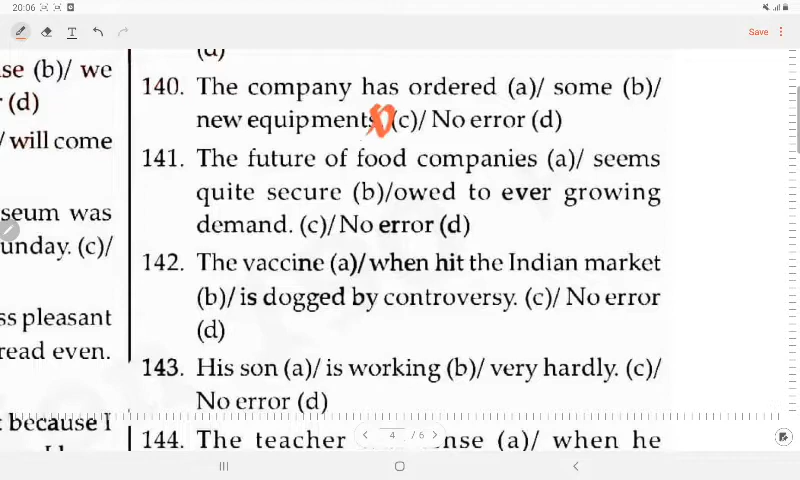 20:06
T
Save
se (b)/ we
(d)
will come
seum was
unday. (c)/
ss pleasant
read even.
because I
(d)
140. The company has ordered (a)/ some (b)/
new equipments (c)/ No error (d)
141. The future of food companies (a)/ seems
quite secure (b)/owed to ever growing
demand. (c)/ No error (d)
142. The vaccine (a)/ when hit the Indian market
(b)/ is dogged by controversy. (c)/ No error
(d)
143. His son (a)/ is working (b)/ very hardly. (c)/
No error (d)
144. The teacher (a)/ when he
4 / 6